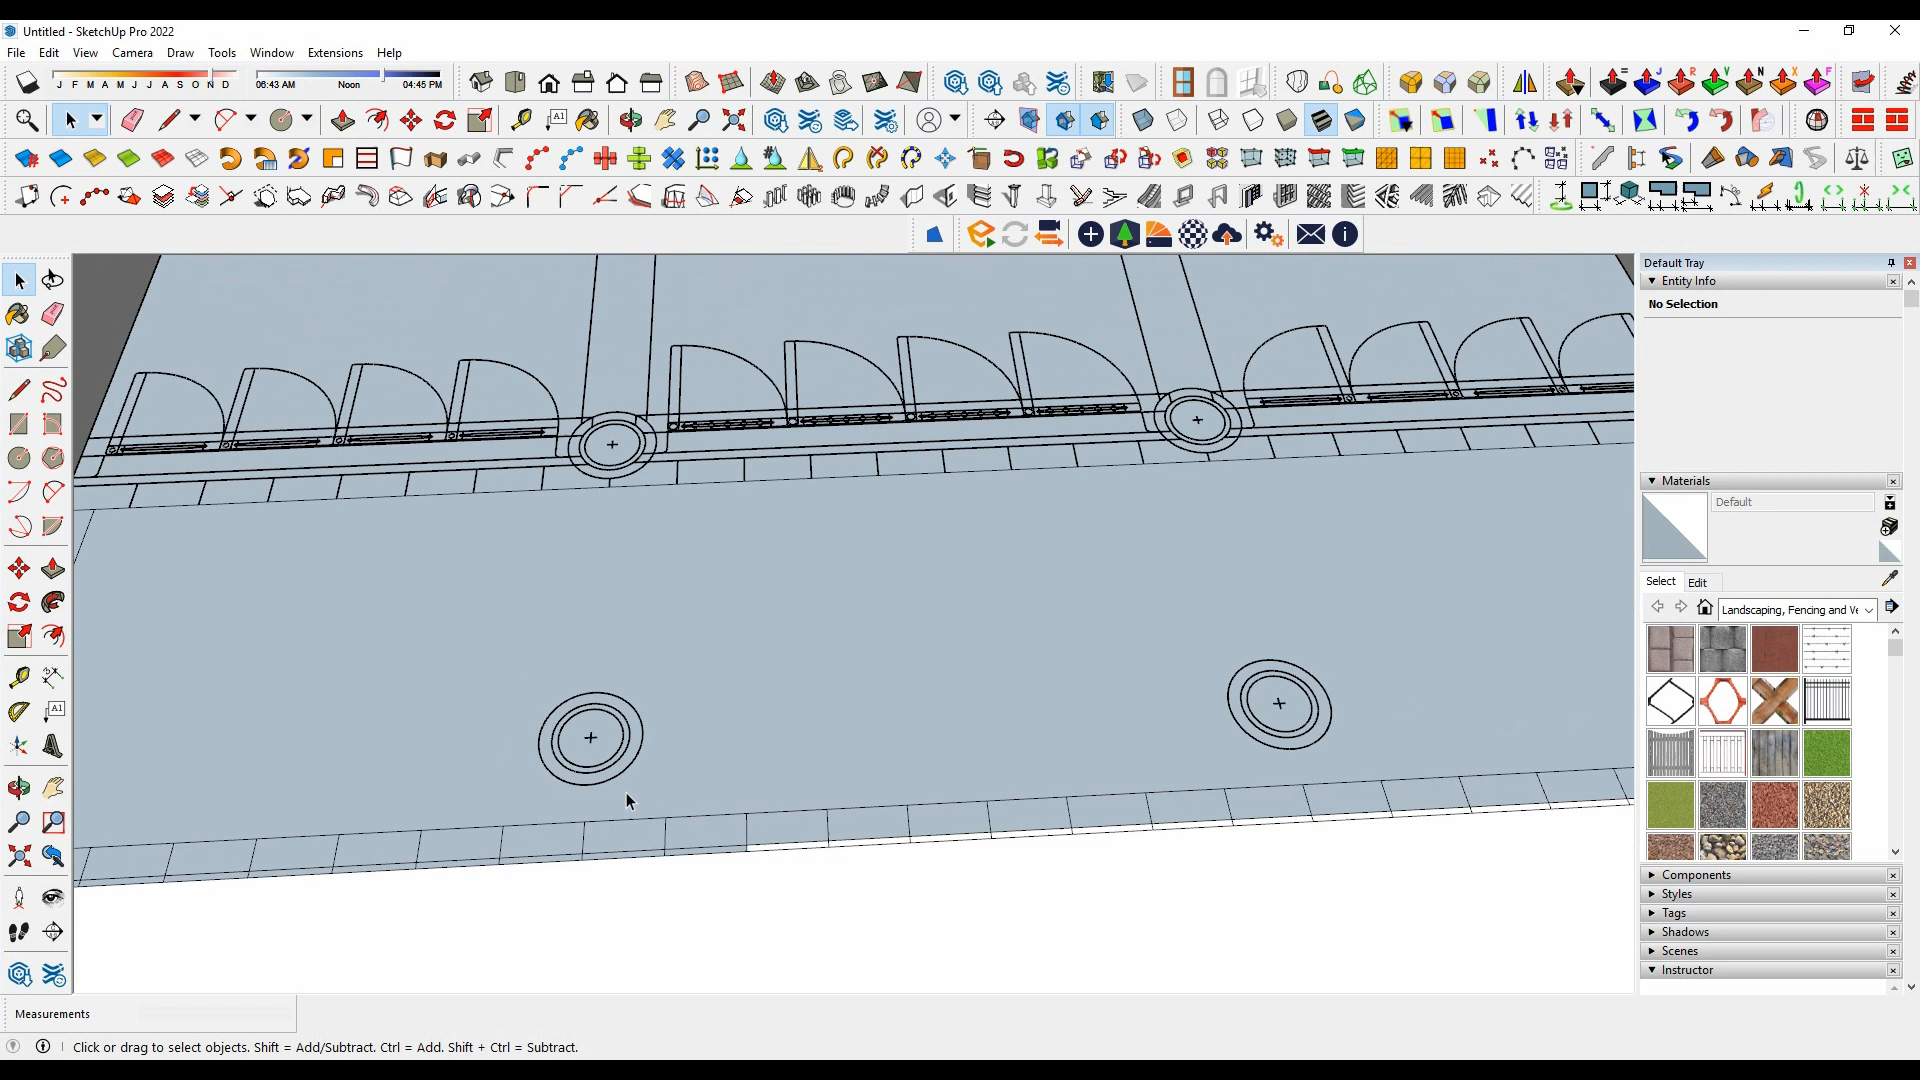 Untitled - SketchUp Pro 2022
File Edit View Camera Draw Tools Window Extensions Help
J F M A M J J A S O N D
06:43 AM Noon 04:45 PM
A1
Default Tray
Entity Info
No Selection
Materials
Default
Select Edit
Landscaping, Fencing and Ve
A1
Components
Styles
Tags
Shadows
Scenes
Instructor
Measurements
Click or drag to select objects. Shift = Add/Subtract. Ctrl = Add. Shift + Ctrl = Subtract.